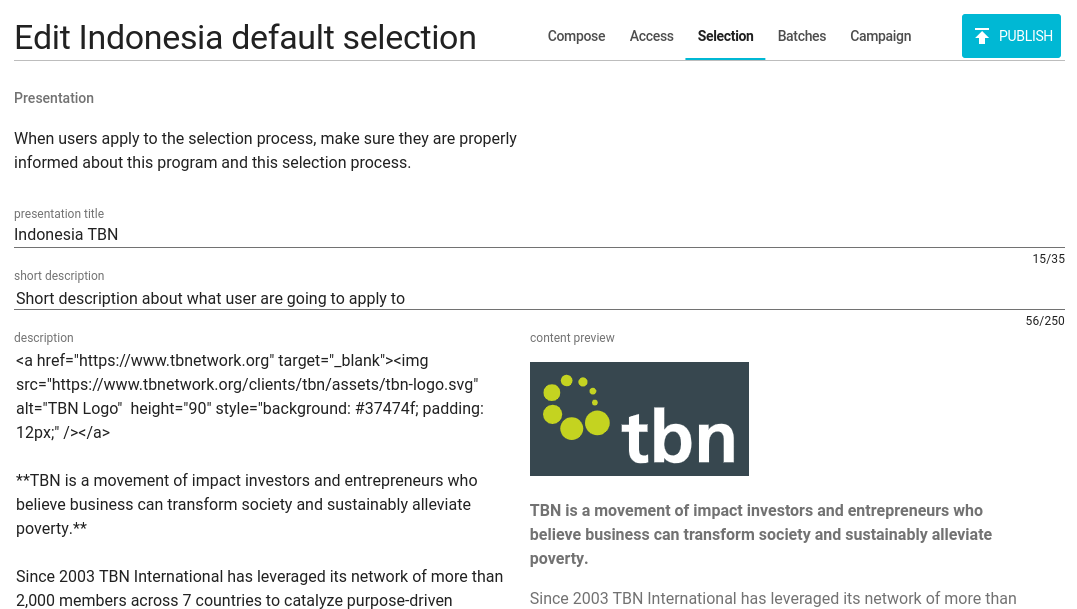 Edit Indonesia default selection
Compose Access Selection Batches Campaign PUBLISH
Presentation
When users apply to the selection process, make sure they are properly
informed about this program and this selection process.
presentation title
Indonesia TBN
15/35
short description
Short description about what user are going to apply to
56/250
description
<a href="https://www.tbnetwork.org" target="_blank"><img
src="https://www.tbnetwork.org/clients/tbn/assets/tbn-logo.svg"
alt="TBN Logo"  height="90" style="background: #37474f; padding:
12px;" /></a>
**TBN is a movement of impact investors and entrepreneurs who
believe business can transform society and sustainably alleviate
poverty.**
Since 2003 TBN International has leveraged its network of more than
2,000 members across 7 countries to catalyze purpose-driven
content preview
tbn
TBN is a movement of impact investors and entrepreneurs who
believe business can transform society and sustainably alleviate
poverty.
Since 2003 TBN International has leveraged its network of more than